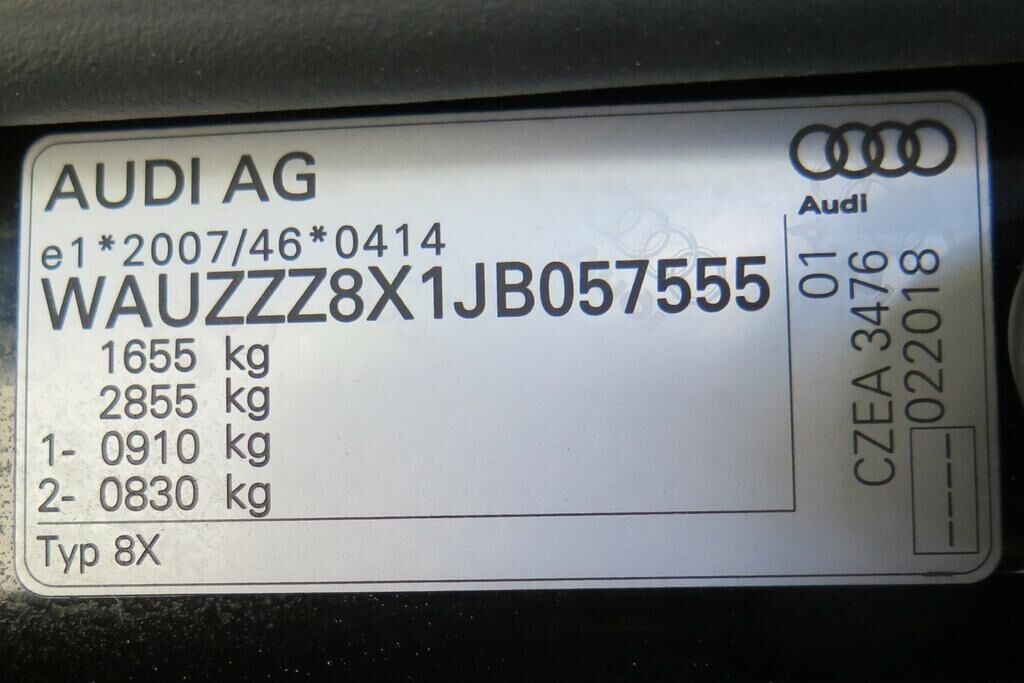 AUDI AG
e1*2007/46*0414
WAUZZZ8X1JB057555
1655 kg
2855 kg
1- 0910 kg
2- 0830 kg
Typ 8X
Audi
01
CZEA 3476
022018
-----